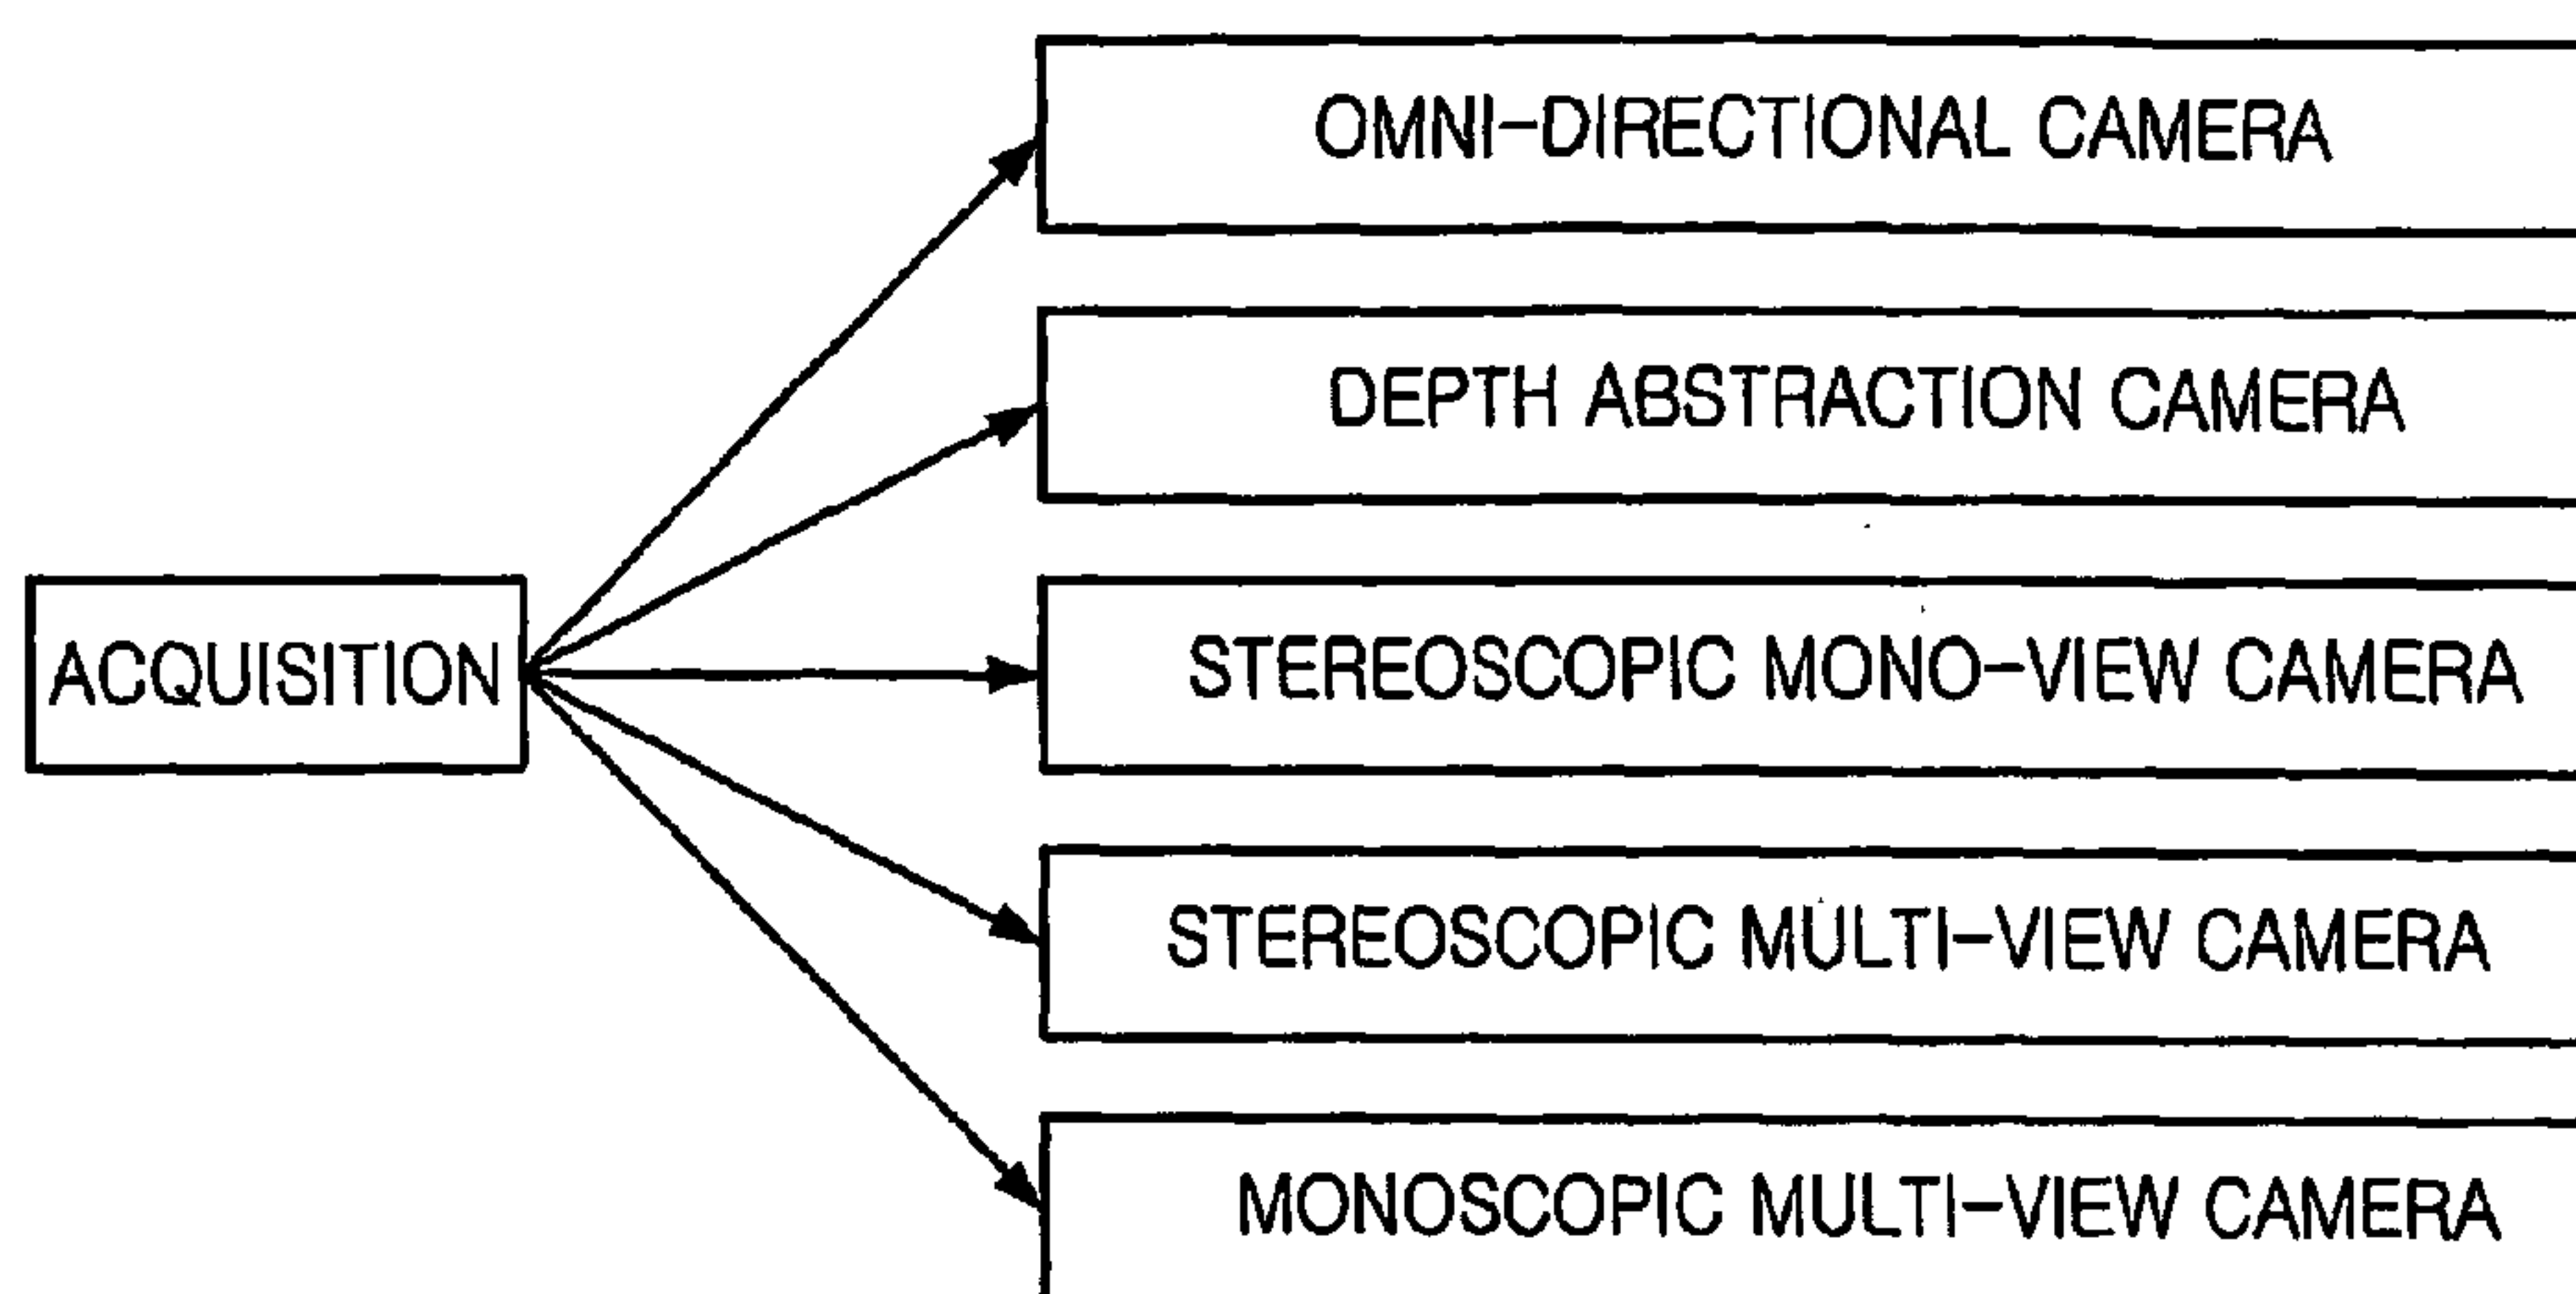 OMNI-DIRECTIONAL CAMERA
DEPTH ABSTRACTION CAMERA
ACQUISITION
STEREOSCOPIC MONO-VIEW CAMERA
STEREOSCOPIC MULTI-VIEW CAMERA
MONOSCOPIC MULTI-VIEW CAMERA